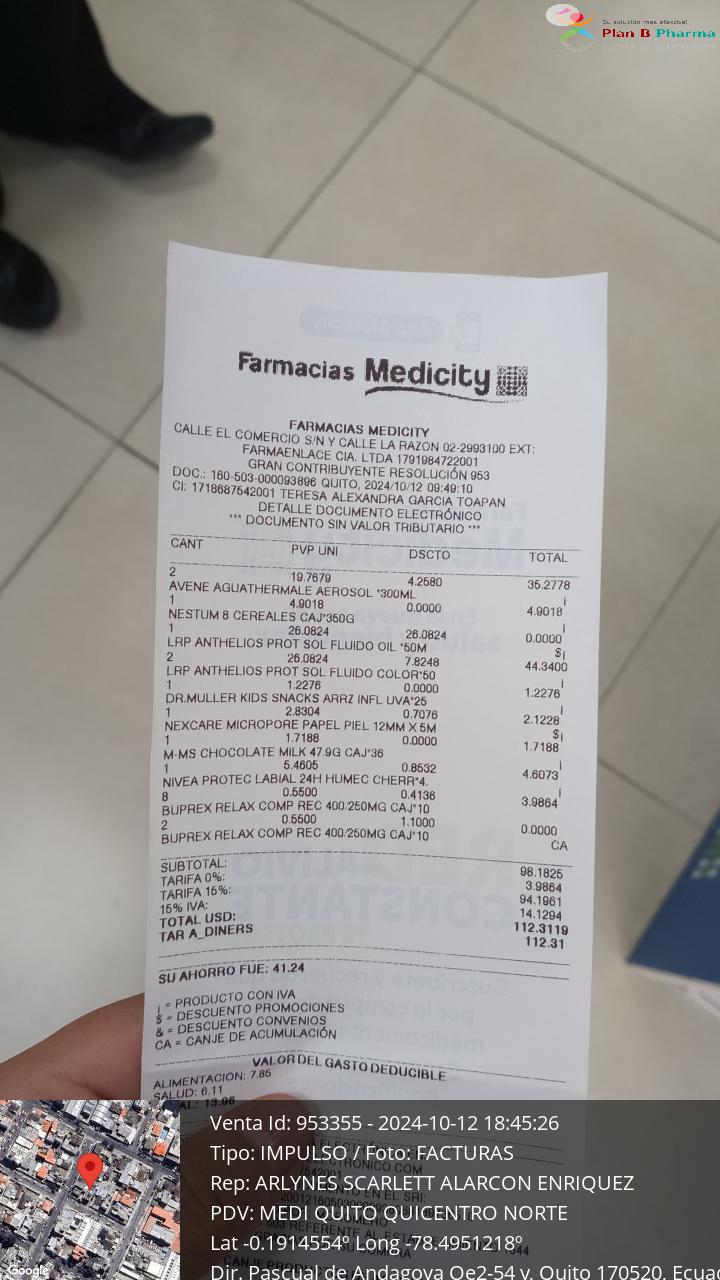 Su solución más efectiva!
Plan B Pharma
App Medicity
Farmacias Medicity
FARMACIAS MEDICITY
CALLE EL COMERCIO S/N Y CALLE LA RAZON 02-2993100 EXT:
FARMAENLACE CIA. LTDA 1791984722001
GRAN CONTRIBUYENTE RESOLUCIÓN 953
DOC.: 160-503-000093896 QUITO, 2024/10/12 09:49:10
CI: 1718687542001 TERESA ALEXANDRA GARCIA TOAPAN
DETALLE DOCUMENTO ELECTRÓNICO
*** DOCUMENTO SIN VALOR TRIBUTARIO ***
CANT PVP UNI DSCTO TOTAL
2 19.7679 4.2580 35.2778
AVENE AGUATHERMALE AEROSOL *300ML i
1 4.9018 0.0000 4.9018
NESTUM 8 CEREALES CAJ*350G i
1 26.0824 26.0824 0.0000
LRP ANTHELIOS PROT SOL FLUIDO OIL *50M $i
2 26.0824 7.8248 44.3400
LRP ANTHELIOS PROT SOL FLUIDO COLOR*50 i
1 1.2276 0.0000 1.2276
DR.MULLER KIDS SNACKS ARRZ INFL UVA*25 i
1 2.8304 0.7076 2.1228
NEXCARE MICROPORE PAPEL PIEL 12MM X 5M $i
1 1.7188 0.0000 1.7188
M-MS CHOCOLATE MILK 47.9G CAJ*36 i
1 5.4605 0.8532 4.6073
NIVEA PROTEC LABIAL 24H HUMEC CHERR*4. i
8 0.5500 0.4136 3.9864
BUPREX RELAX COMP REC 400/250MG CAJ*10
2 0.5500 1.1000 0.0000
BUPREX RELAX COMP REC 400/250MG CAJ*10 CA
SUBTOTAL: 98.1825
TARIFA 0%: 3.9864
TARIFA 15%: 94.1961
15% IVA: 14.1294
TOTAL USD: 112.3119
TAR A_DINERS 112.31
SU AHORRO FUE: 41.24
i = PRODUCTO CON IVA
$ = DESCUENTO PROMOCIONES
& = DESCUENTO CONVENIOS
CA = CANJE DE ACUMULACIÓN
VALOR DEL GASTO DEDUCIBLE
ALIMENTACION: 7.85
SALUD: 6.11
AL: 13.96
Venta Id: 953355 - 2024-10-12 18:45:26
Tipo: IMPULSO / Foto: FACTURAS
Rep: ARLYNES,SCARLETT ALARCON ENRIQUEZ
PDV: MEDI QUITO QUICENTRO NORTE
Lat -0.1914554º Long -78.4951218º
Dir. Pascual de Andagoya Oe2-54 y, Quito 170520, Ecua
Google